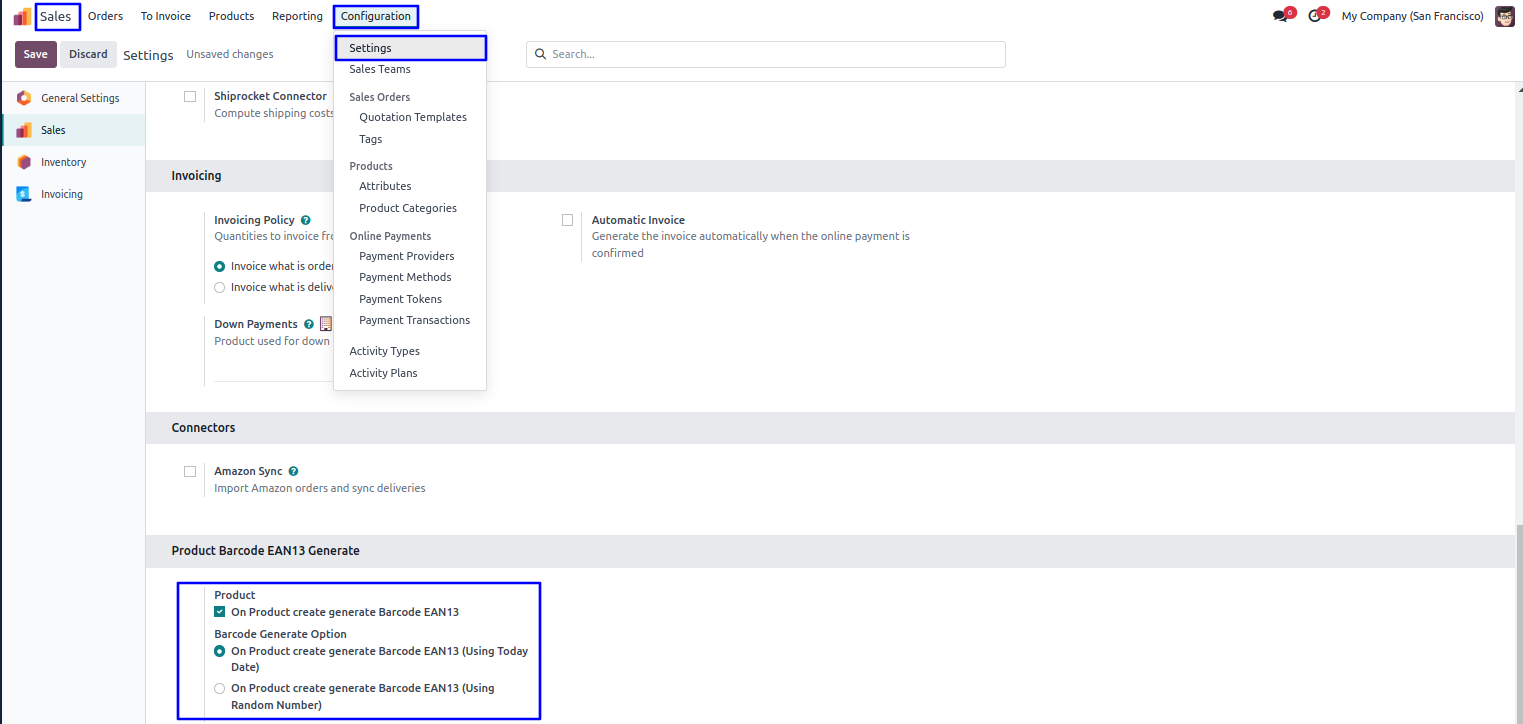 Sales
Orders
To Invoice
Products
Reporting
Configuration
6
2
My Company (San Francisco)
Save
Discard
Settings
Unsaved changes
Search...
Settings
Sales Teams
Sales Orders
Quotation Templates
Tags
Products
Attributes
Product Categories
Online Payments
Payment Providers
Payment Methods
Payment Tokens
Payment Transactions
Activity Types
Activity Plans
General Settings
Sales
Inventory
Invoicing
Shiprocket Connector
Compute shipping costs
Invoicing
Invoicing Policy ?
Quantities to invoice fro
Invoice what is order
Invoice what is delive
Automatic Invoice
Generate the invoice automatically when the online payment is
confirmed
Down Payments ?
Product used for down
Connectors
Amazon Sync ?
Import Amazon orders and sync deliveries
Product Barcode EAN13 Generate
Product
On Product create generate Barcode EAN13
Barcode Generate Option
On Product create generate Barcode EAN13 (Using Today
Date)
On Product create generate Barcode EAN13 (Using
Random Number)